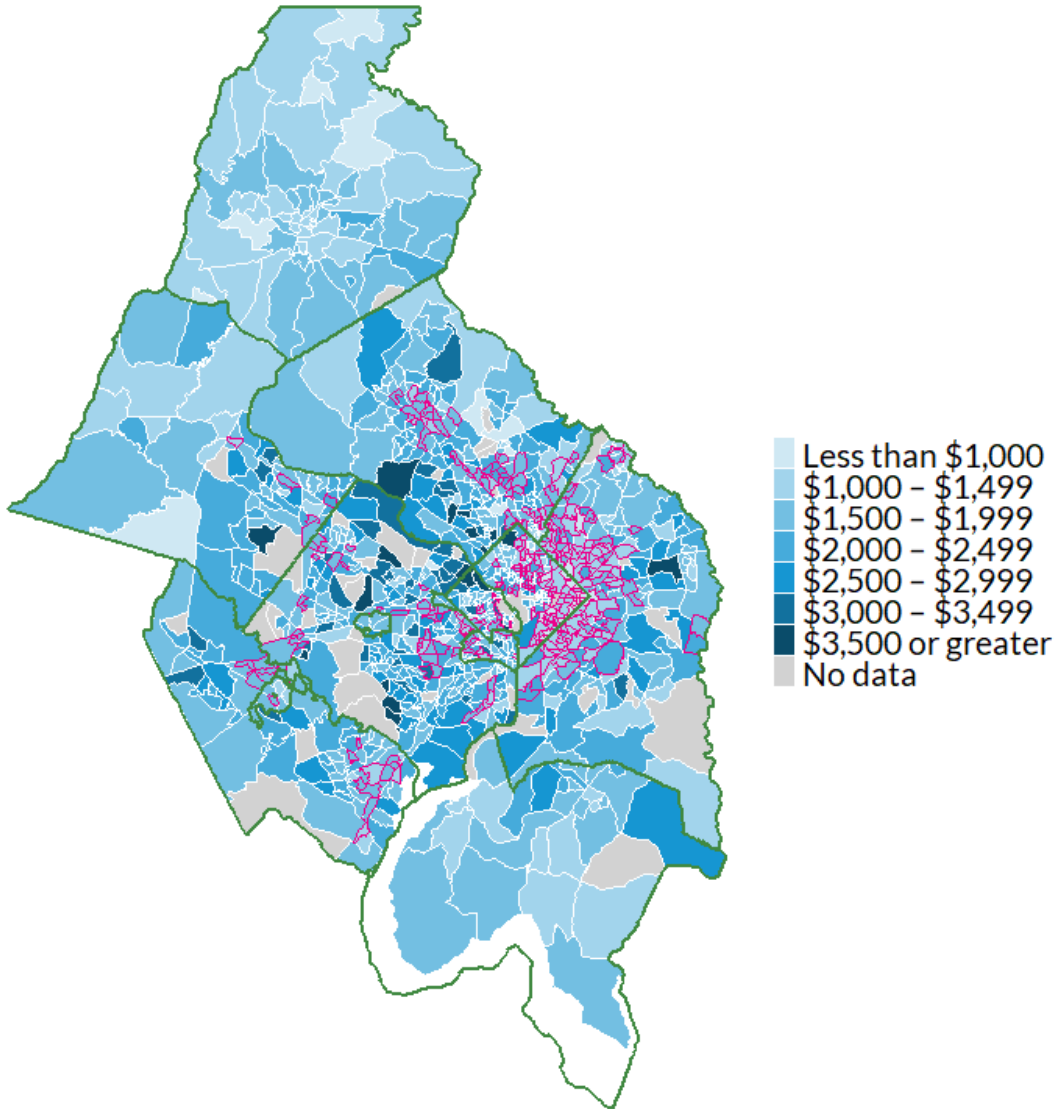 Less than $1,000
$1,000 – $1,499
$1,500 – $1,999
$2,000 – $2,499
$2,500 – $2,999
$3,000 – $3,499
$3,500 or greater
No data